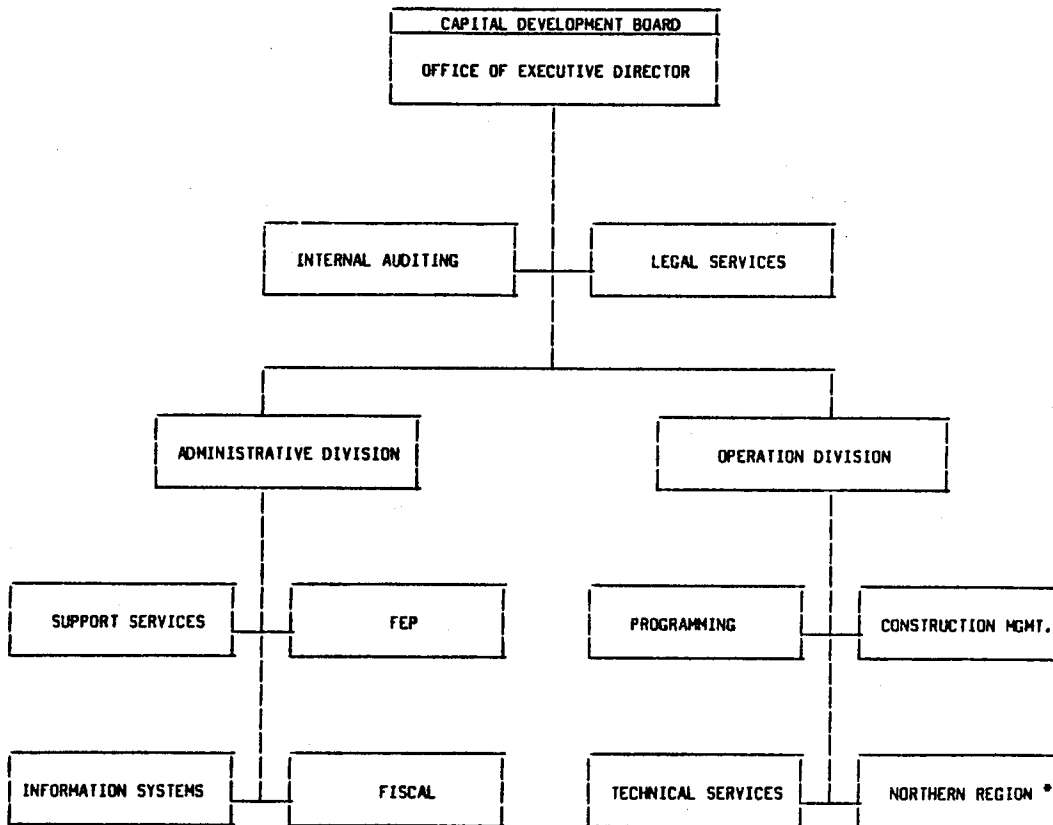 CAPITAL DEVELOPMENT BOARD
OFFICE OF EXECUTIVE DIRECTOR
INTERNAL AUDITING
LEGAL SERVICES
ADMINISTRATIVE DIVISION
OPERATION DIVISION
SUPPORT SERVICES
FEP
PROGRAMMING
CONSTRUCTION MGMT.
INFORMATION SYSTEMS
FISCAL
TECHNICAL SERVICES
NORTHERN REGION *